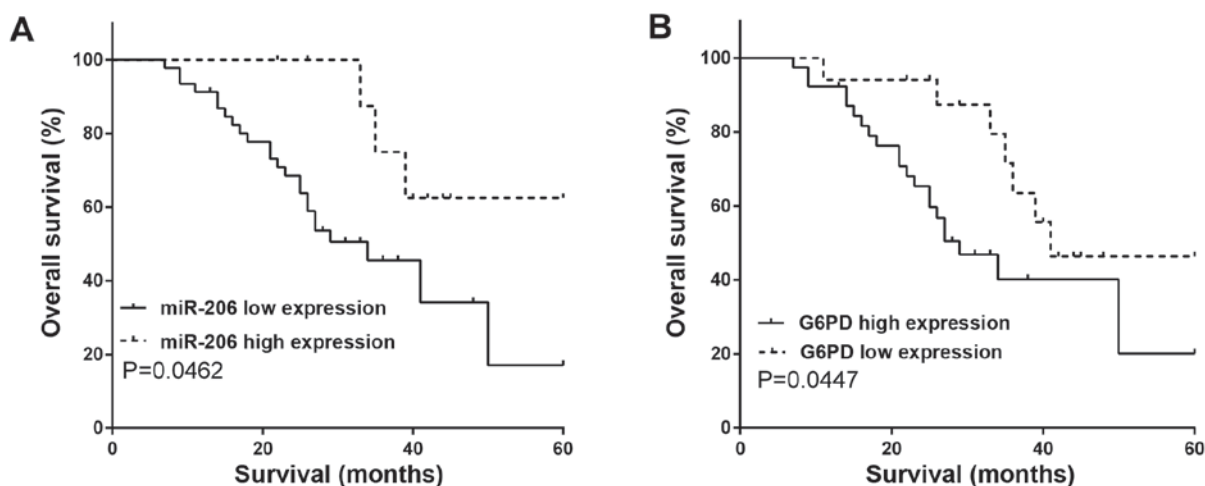 A
Overall survival (%)
100
80
60
40
20
0
miR-206 low expression
miR-206 high expression
P=0.0462
0 20 40 60
Survival (months)
B
Overall survival (%)
100
80
60
40
20
0
G6PD high expression
G6PD low expression
P=0.0447
0 20 40 60
Survival (months)